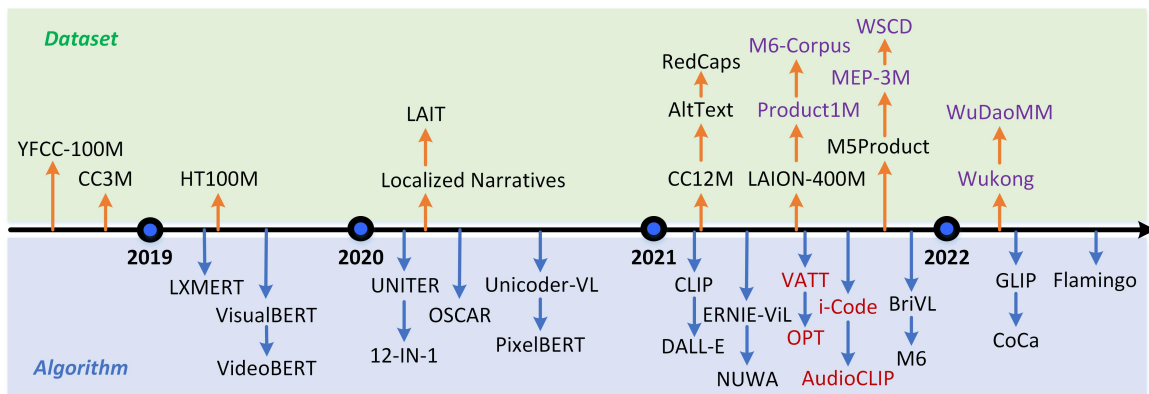 Dataset
WSCD
M6-Corpus
RedCaps
MEP-3M
LAIT
AltText
Product1M
WuDaoMM
YFCC-100M
M5Product
CC3M
HT100M
Localized Narratives
CC12M
LAION-400M
Wukong
2019
2020
2021
2022
LXMERT
UNITER
Unicoder-VL
CLIP
VATT
GLIP
Flamingo
VisualBERT
OSCAR
ERNIE-ViL
i-Code
BriVL
12-IN-1
PixelBERT
DALL-E
OPT
CoCa
Algorithm
VideoBERT
NUWA
AudioCLIP
M6